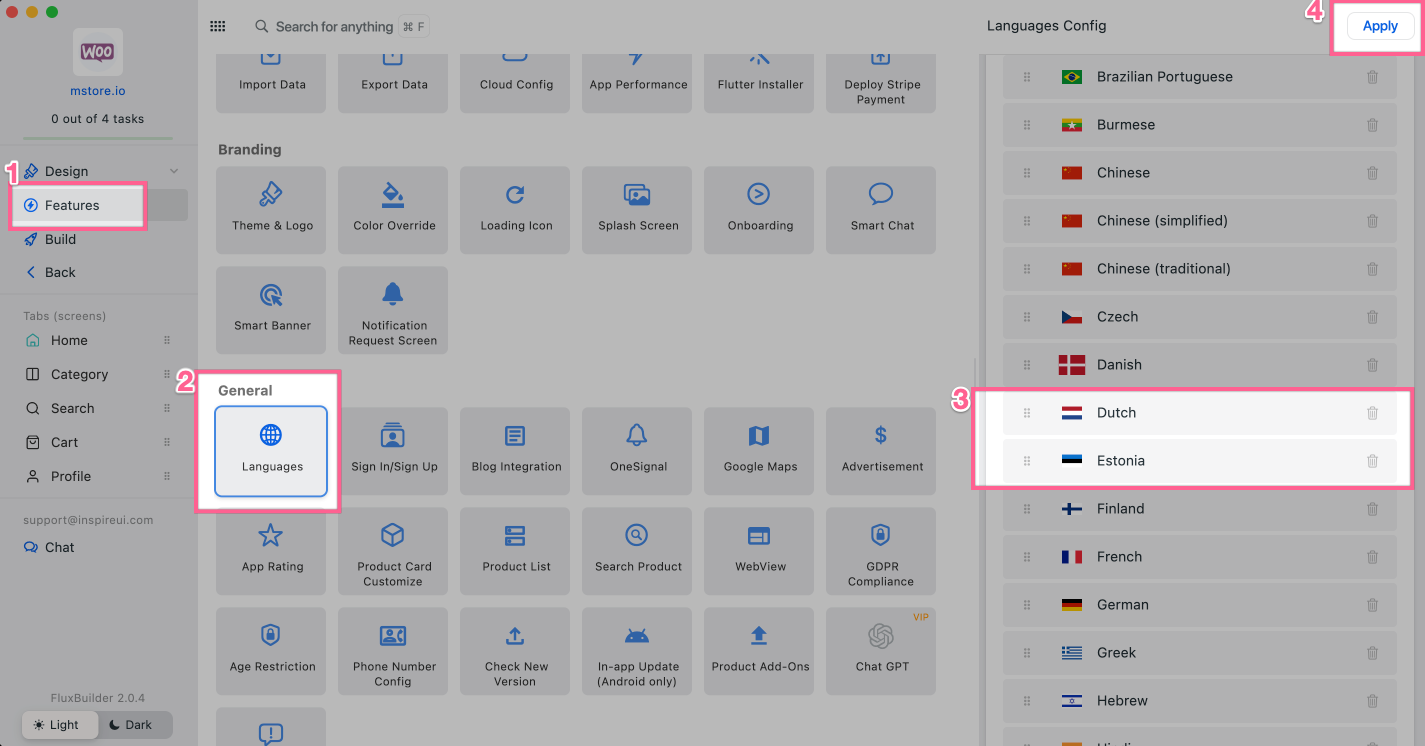 WOO
mstore.io
0 out of 4 tasks
1
Design
Features
Build
Back
Tabs (screens)
Home
Category
Search
Cart
Profile
support@inspireui.com
Chat
FluxBuilder 2.0.4
Light
Dark
Search for anything ⌘ F
Import Data
Export Data
Cloud Config
App Performance
Flutter Installer
Deploy Stripe
Payment
Branding
Theme & Logo
Color Override
Loading Icon
Splash Screen
Onboarding
Smart Chat
Smart Banner
Notification
Request Screen
2
General
Languages
Sign In/Sign Up
Blog Integration
OneSignal
Google Maps
Advertisement
App Rating
Product Card
Customize
Product List
Search Product
WebView
GDPR
Compliance
Age Restriction
Phone Number
Config
Check New
Version
In-app Update
(Android only)
Product Add-Ons
VIP
Chat GPT
Languages Config
4
Apply
Brazilian Portuguese
Burmese
Chinese
Chinese (simplified)
Chinese (traditional)
Czech
Danish
3
Dutch
Estonia
Finland
French
German
Greek
Hebrew